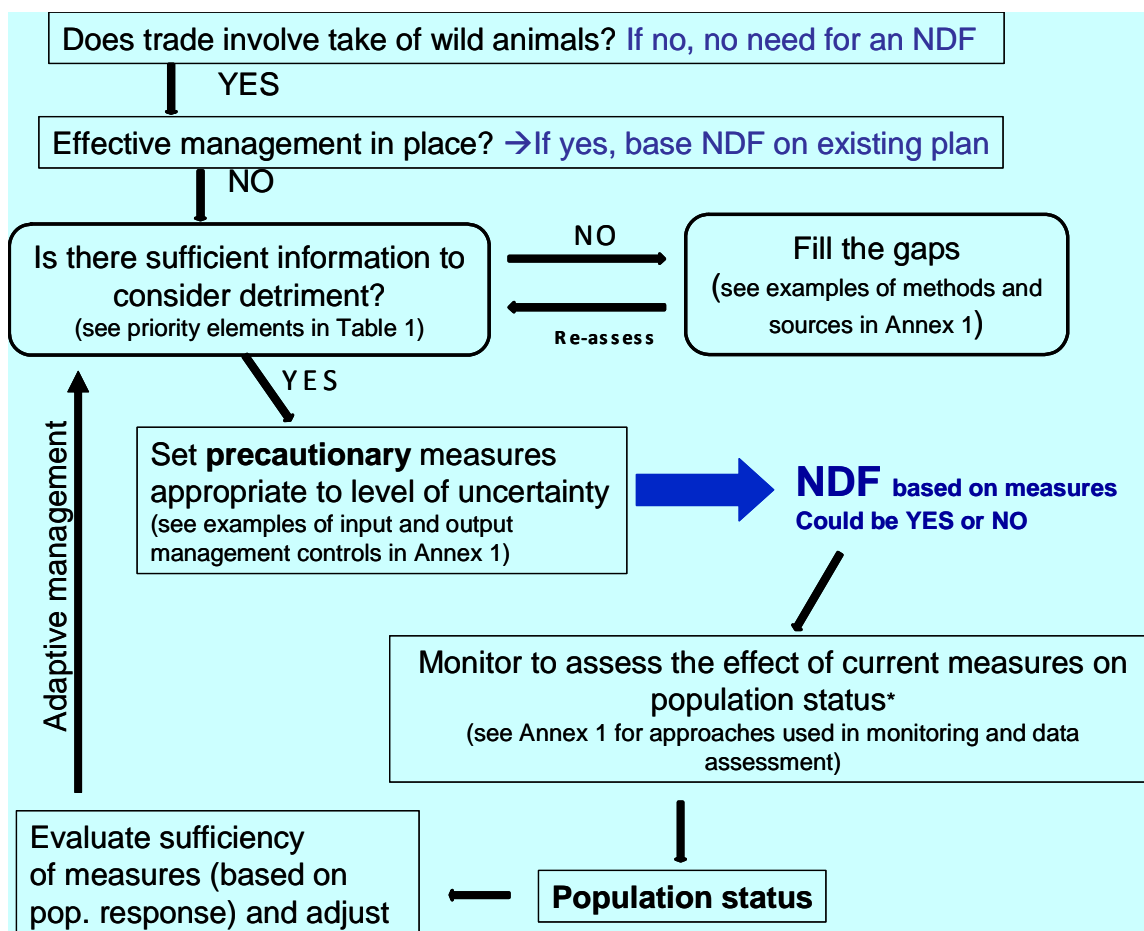 Does trade involve take of wild animals? If no, no need for an NDF
YES
Effective management in place? →If yes, base NDF on existing plan
NO
Is there sufficient information to
consider detriment?
(see priority elements in Table 1)
NO
Re-assess
Fill the gaps
(see examples of methods and
sources in Annex 1)
YES
Set precautionary measures
appropriate to level of uncertainty
(see examples of input and output
management controls in Annex 1)
NDF based on measures
Could be YES or NO
Adaptive management
Monitor to assess the effect of current measures on
population status*
(see Annex 1 for approaches used in monitoring and data
assessment)
Population status
Evaluate sufficiency
of measures (based on
pop. response) and adjust